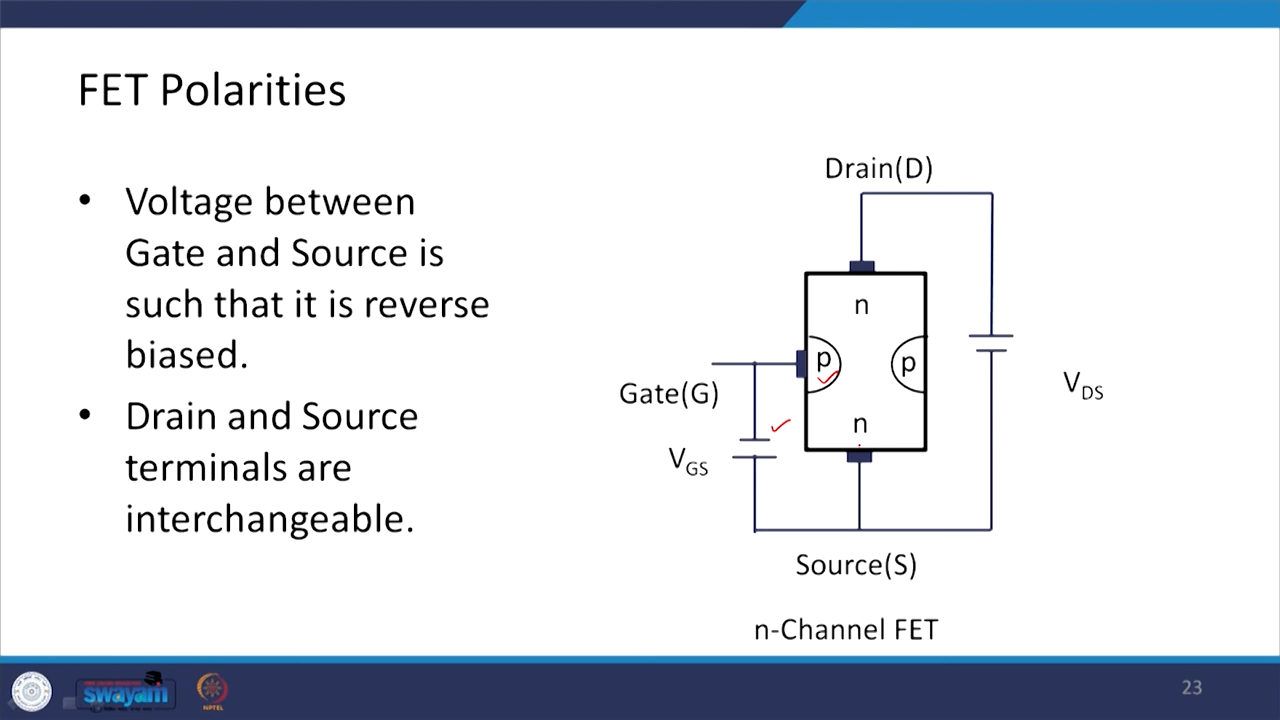 FET Polarities
• Voltage between
Gate and Source is
such that it is reverse
biased.
• Drain and Source
terminals are
interchangeable.
Drain(D)
n
p
p
Gate(G)
n
V_DS
V_GS
Source(S)
n-Channel FET
swayam
NPTEL
23